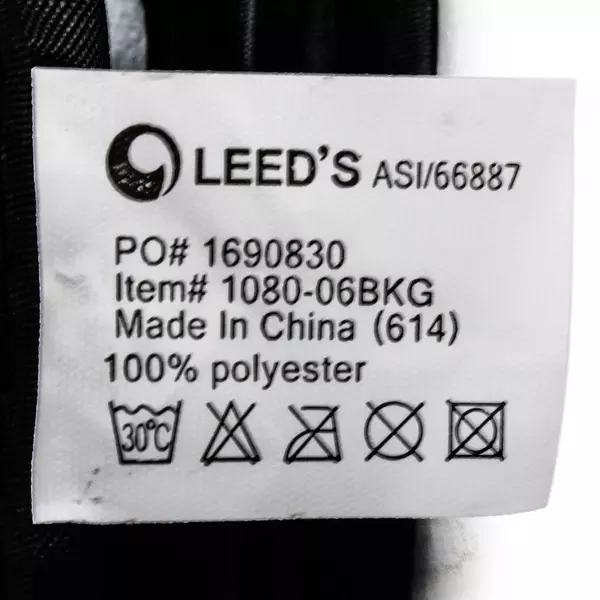 LEED'S ASI/66887
PO# 1690830
Item# 1080-06BKG
Made In China (614)
100% polyester
30°C